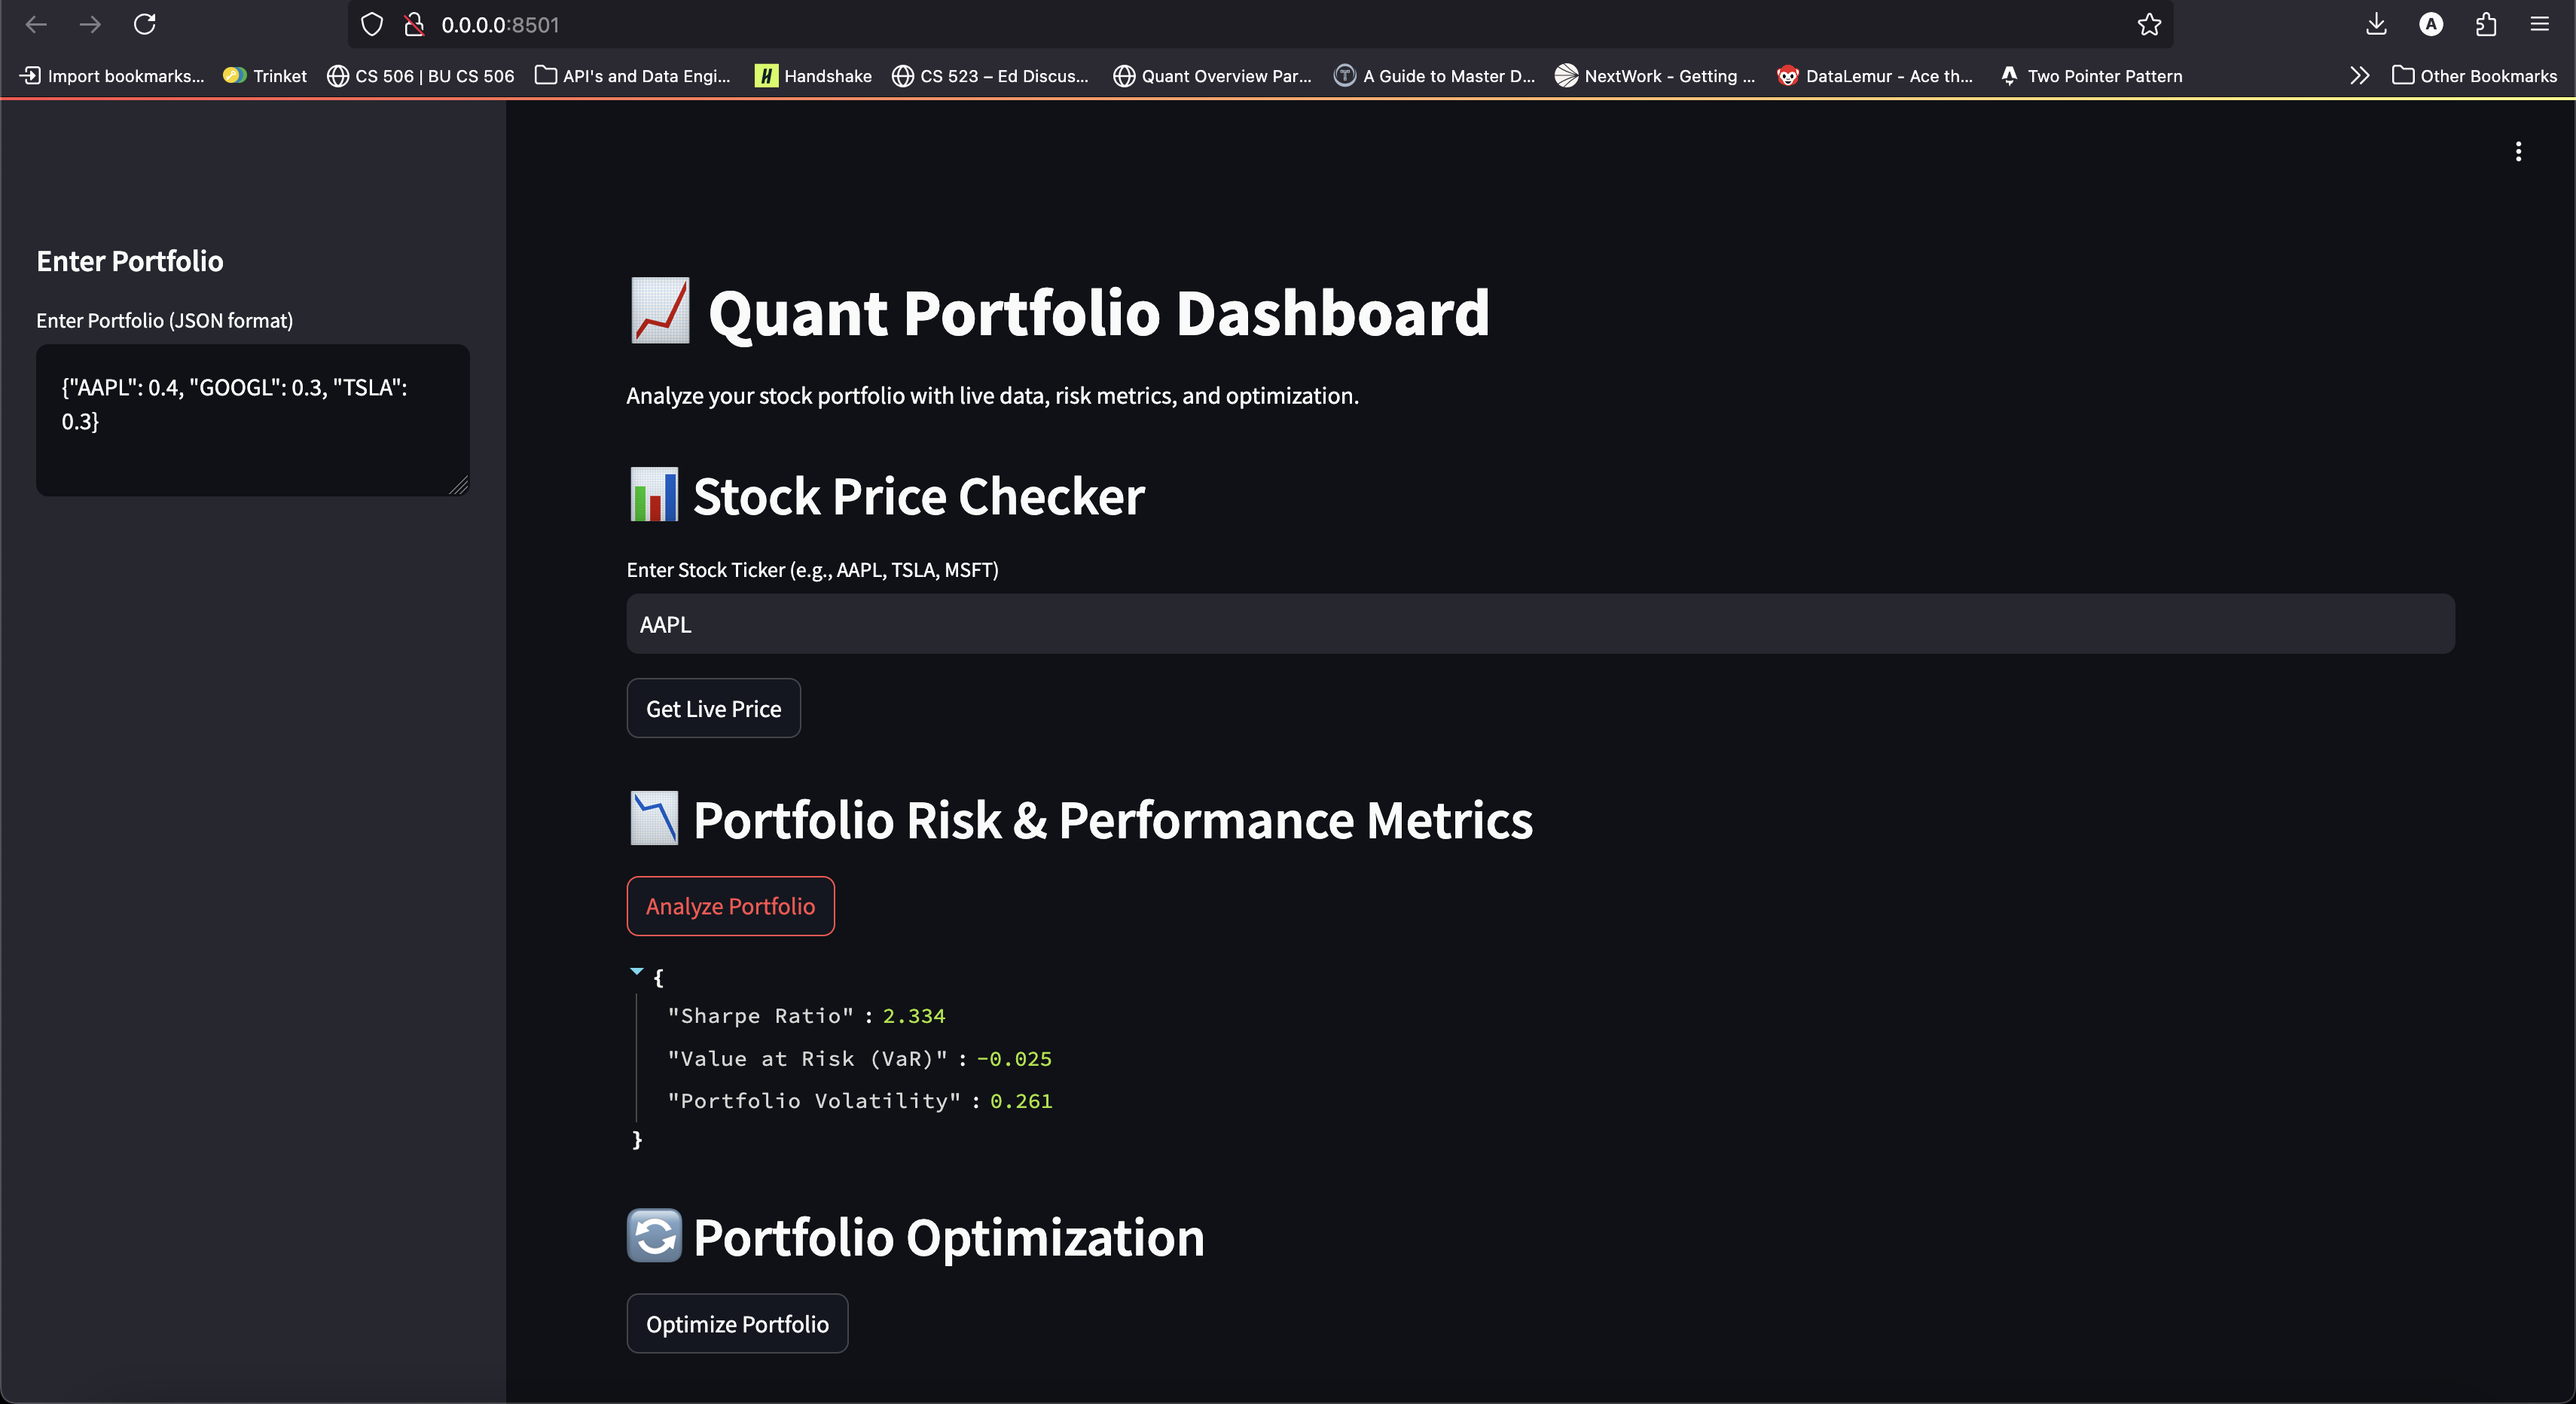 0.0.0.0:8501
Import bookmarks... Trinket CS 506 | BU CS 506 API's and Data Engi... H Handshake CS 523 – Ed Discus... Quant Overview Par... A Guide to Master D... NextWork - Getting ... DataLemur - Ace th... Two Pointer Pattern Other Bookmarks
Enter Portfolio
Enter Portfolio (JSON format)
{"AAPL": 0.4, "GOOGL": 0.3, "TSLA":
0.3}
Quant Portfolio Dashboard
Analyze your stock portfolio with live data, risk metrics, and optimization.
Stock Price Checker
Enter Stock Ticker (e.g., AAPL, TSLA, MSFT)
AAPL
Get Live Price
Portfolio Risk & Performance Metrics
Analyze Portfolio
{
"Sharpe Ratio" : 2.334
"Value at Risk (VaR)" : -0.025
"Portfolio Volatility" : 0.261
}
Portfolio Optimization
Optimize Portfolio